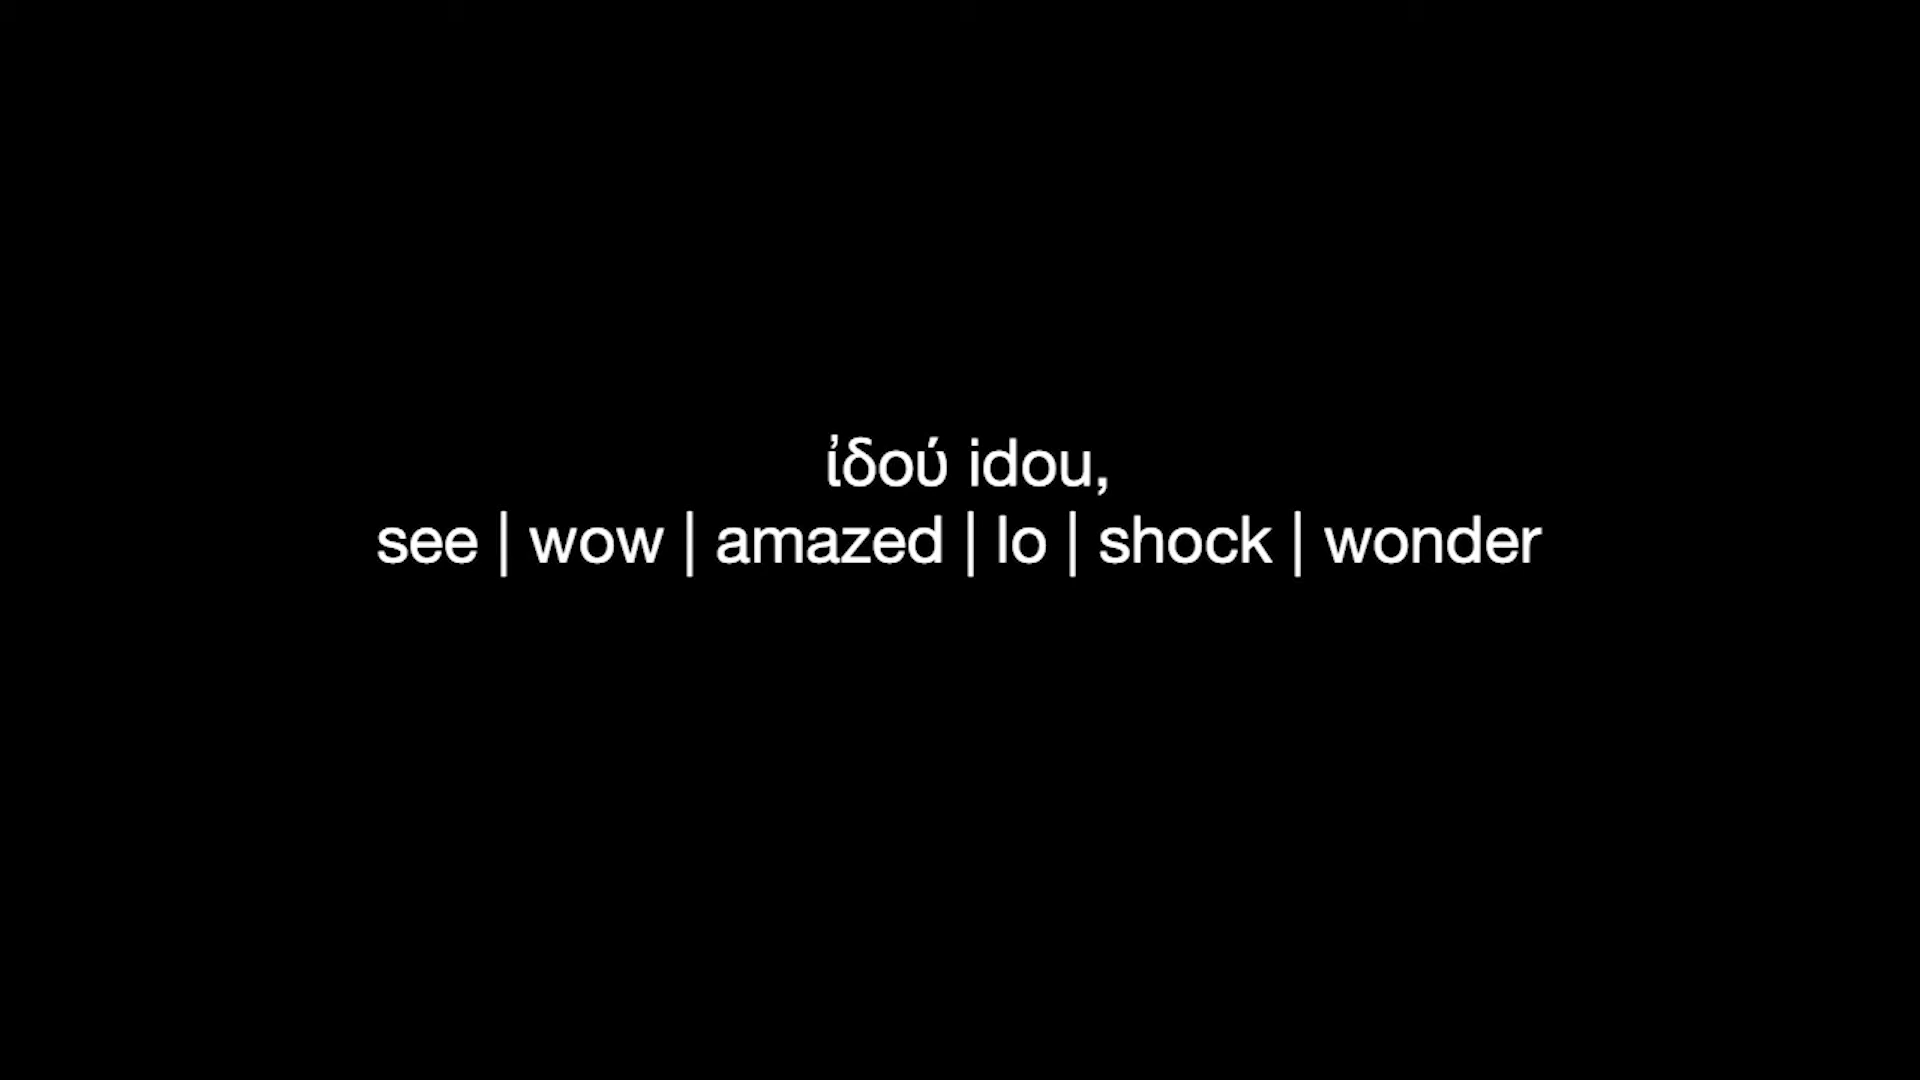 ἰδού idou,
see | wow | amazed | lo | shock | wonder